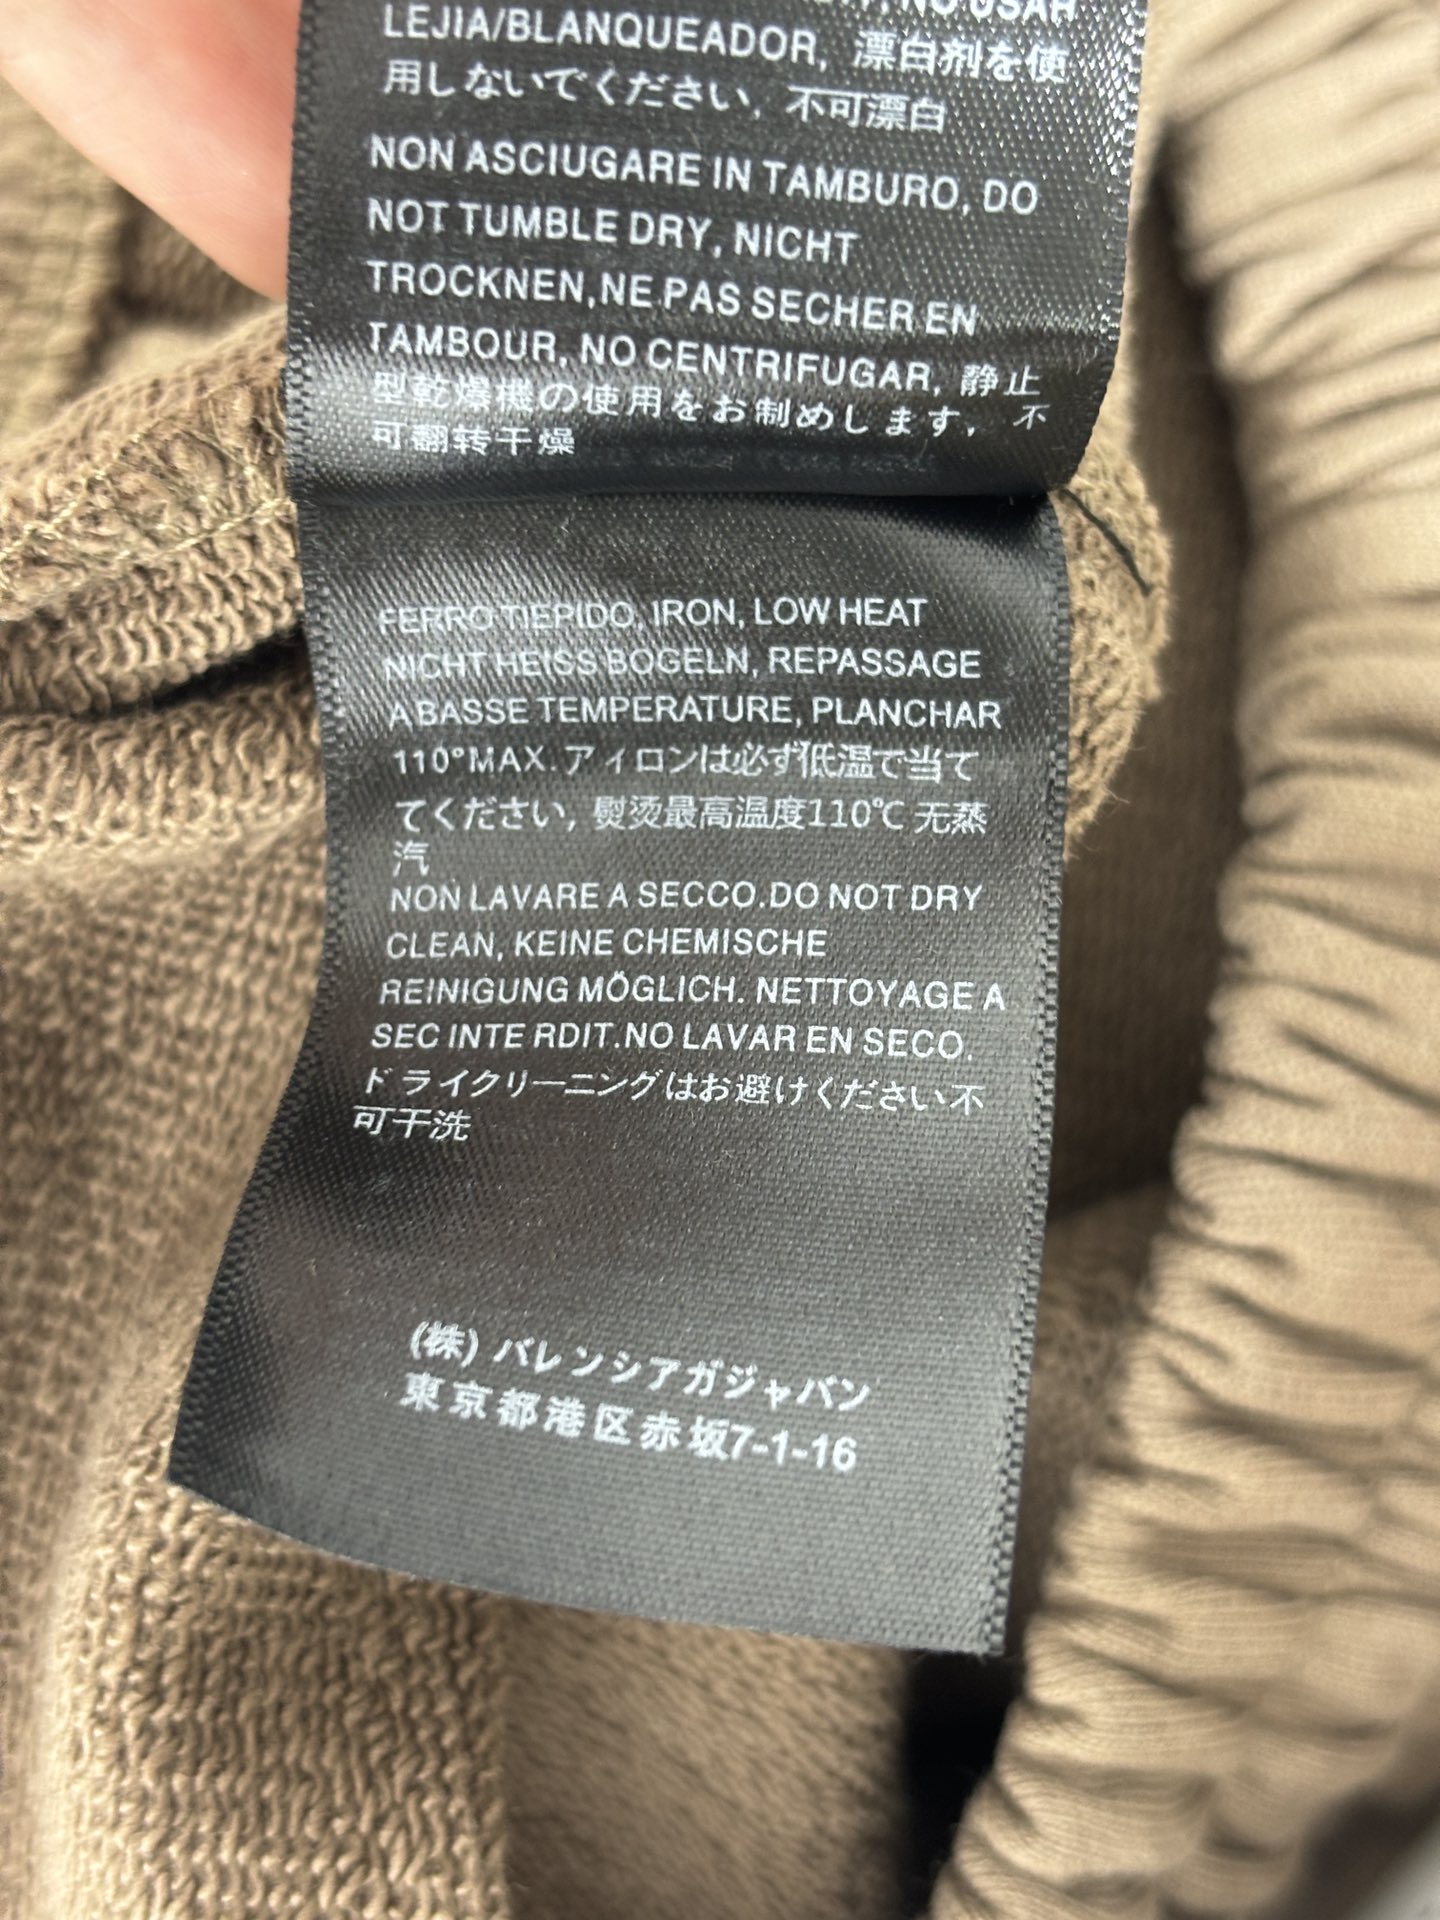 NO USAR
LEJIA/BLANQUEADOR, 漂白剤を使
用しないでください, 不可漂白
NON ASCIUGARE IN TAMBURO, DO
NOT TUMBLE DRY, NICHT
TROCKNEN,NE PAS SECHER EN
TAMBOUR, NO CENTRIFUGAR, 静止
型乾燥機の使用をお制めします, 不
可翻转干燥
FERRO TIEPIDO, IRON, LOW HEAT
NICHT HEISS BOGELN, REPASSAGE
A BASSE TEMPERATURE, PLANCHAR
110°MAX.アィロンは必ず低温で当て
てください, 熨烫最高温度110℃ 无蒸
汽
NON LAVARE A SECCO.DO NOT DRY
CLEAN, KEINE CHEMISCHE
REINIGUNG MÖGLICH. NETTOYAGE A
SEC INTE RDIT.NO LAVAR EN SECO.
ドライクリーニングはお避けください不
可干洗
(株) バレンシアガジャパン
東京都港区赤坂7-1-16